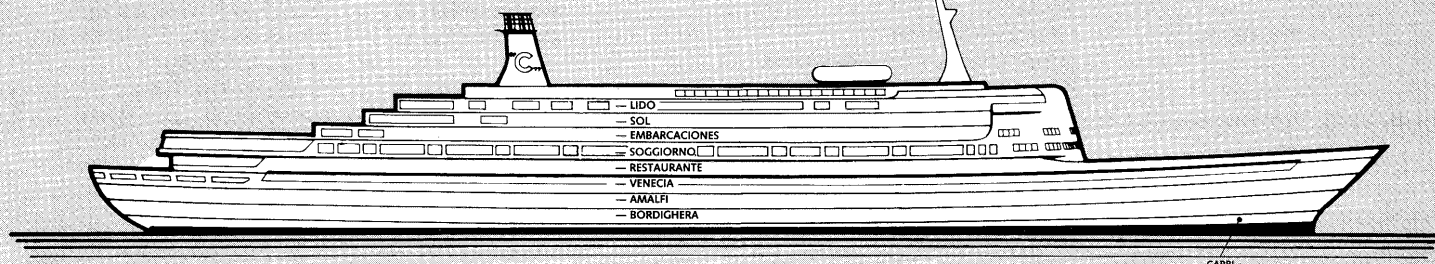 C
LIDO
SOL
EMBARCACIONES
SOGGIORNO
RESTAURANTE
VENECIA
AMALFI
BORDIGHERA
CAPRI